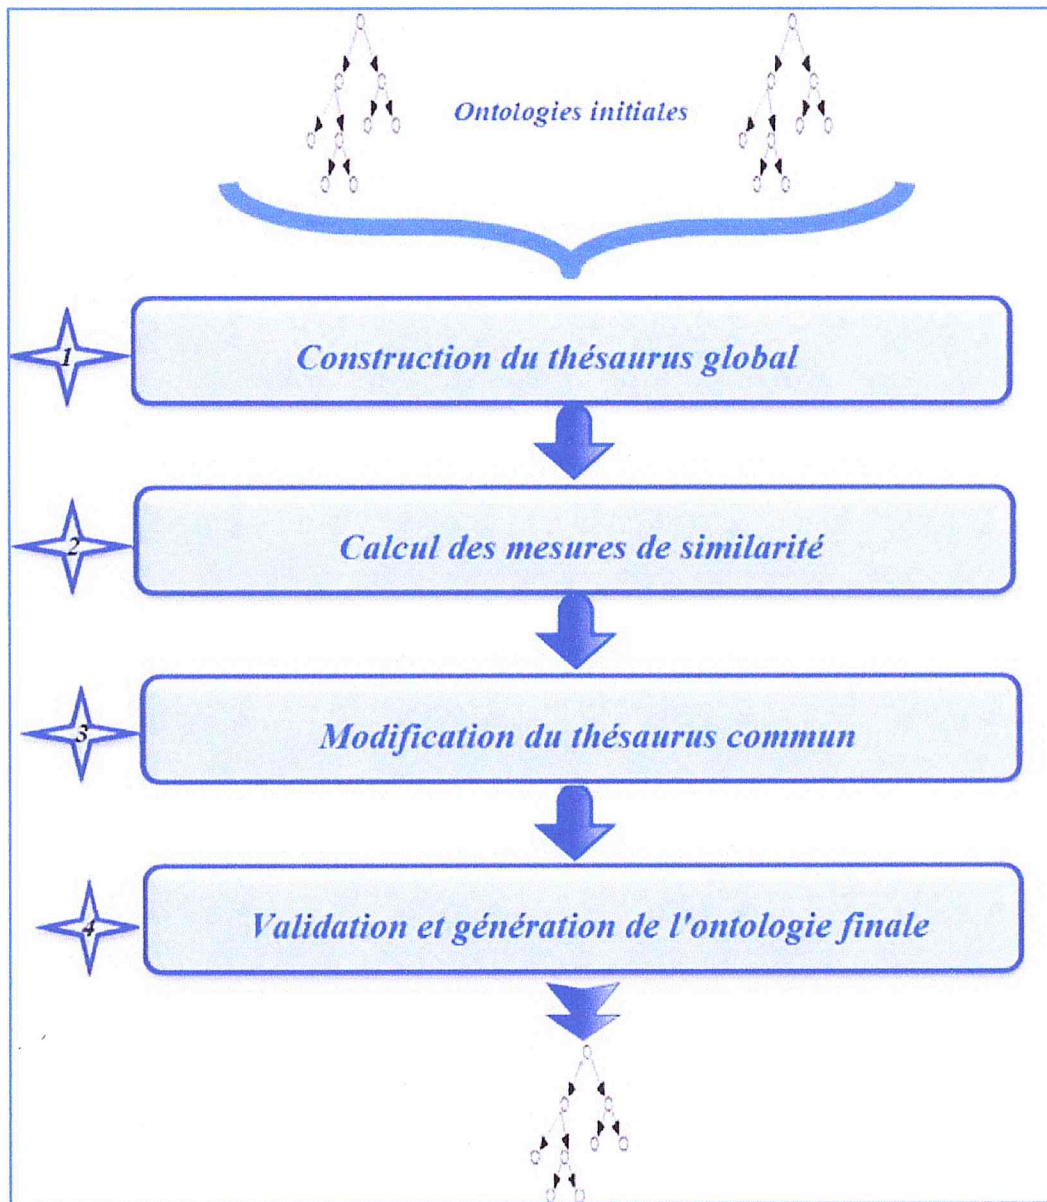 Ontologies initiales
1
Construction du thésaurus global
2
Calcul des mesures de similarité
3
Modification du thésaurus commun
4
Validation et génération de l'ontologie finale